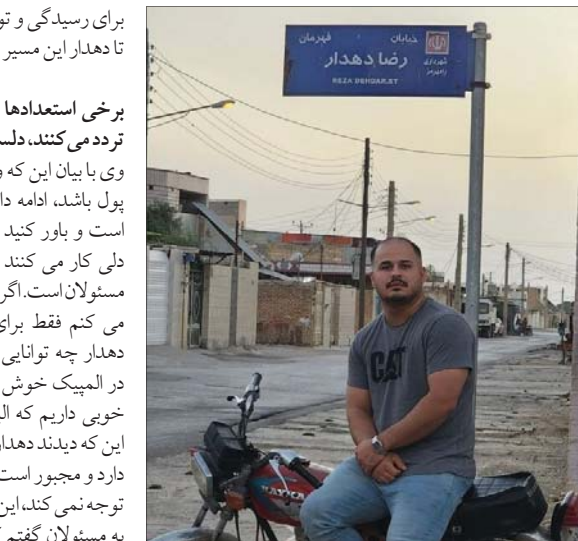 برای رسیدگی و تو
تا دهدار این مسیر
برخی استعدادها
تردد می‌کنند، دلس
وی با بیان این که و
پول باشد، ادامه دا
است و باور کنید
دلی کار می کنند
مسئولان است. اگر
می کنم فقط برای
دهدار چه توانایی
در المپیک خوش
خوبی داریم که ال
این که دیدند دهدار
دارد و مجبور است
توجه نمی کند، این
به مسئولان گفتم
خیابان قهرمان
رضا دهدار
REZA DEHDAR.ST
شهرداری
رامهرمز
CAT